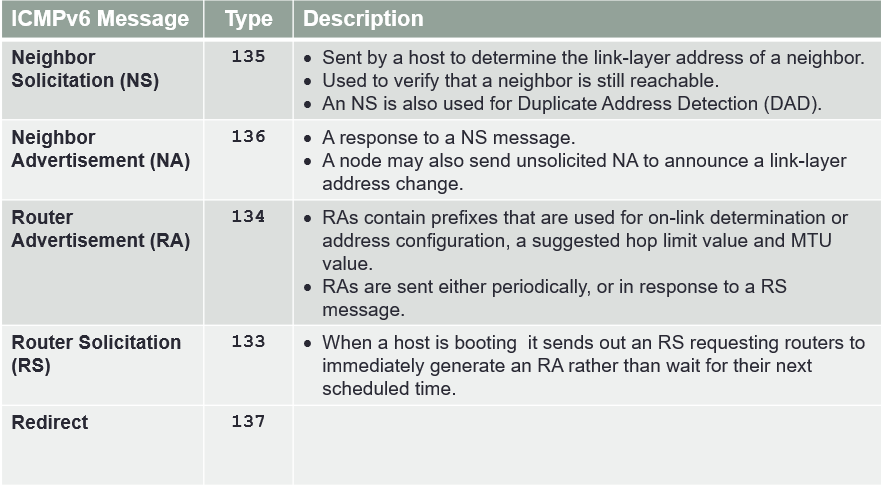 ICMPv6 Message Type Description
Neighbor
Solicitation (NS)
135
• Sent by a host to determine the link-layer address of a neighbor.
• Used to verify that a neighbor is still reachable.
• An NS is also used for Duplicate Address Detection (DAD).
Neighbor
Advertisement (NA)
136
• A response to a NS message.
• A node may also send unsolicited NA to announce a link-layer
address change.
Router
Advertisement (RA)
134
• RAs contain prefixes that are used for on-link determination or
address configuration, a suggested hop limit value and MTU
value.
• RAs are sent either periodically, or in response to a RS
message.
Router Solicitation
(RS)
133
• When a host is booting it sends out an RS requesting routers to
immediately generate an RA rather than wait for their next
scheduled time.
Redirect
137